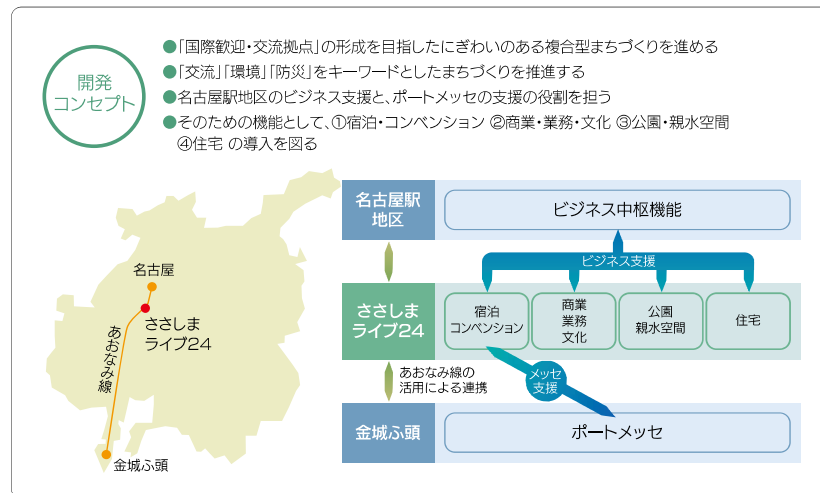 開発
コンセプト
●「国際歓迎・交流拠点」の形成を目指したにぎわいのある複合型まちづくりを進める
●「交流」「環境」「防災」をキーワードとしたまちづくりを推進する
●名古屋駅地区のビジネス支援と、ポートメッセの支援の役割を担う
●そのための機能として、①宿泊・コンベンション ②商業・業務・文化 ③公園・親水空間
④住宅 の導入を図る
名古屋
ささしま
ライブ24
あおなみ線
金城ふ頭
名古屋駅
地区
ビジネス中枢機能
ビジネス支援
ささしま
ライブ24
宿泊
コンベンション
商業
業務
文化
公園
親水空間
住宅
あおなみ線の
活用による連携
メッセ
支援
金城ふ頭
ポートメッセ